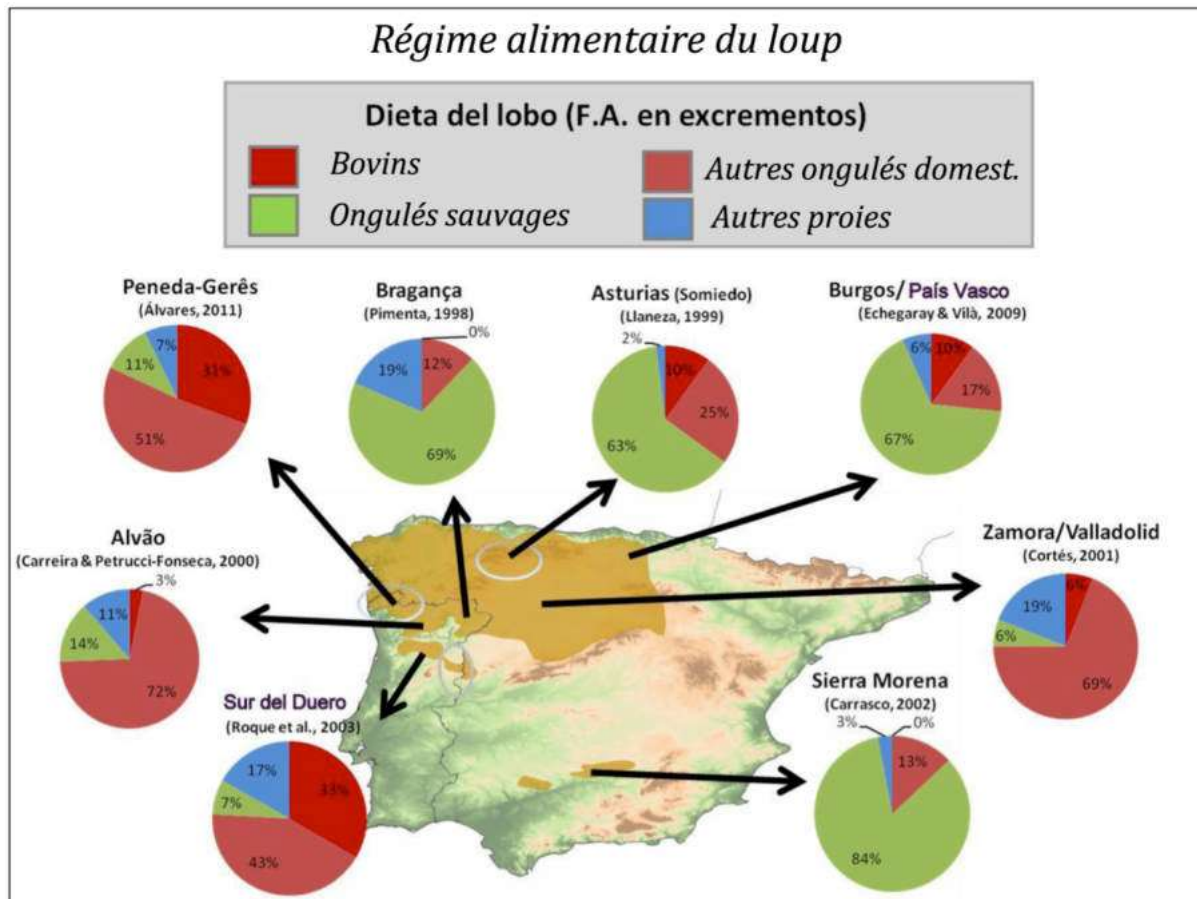 Régime alimentaire du loup
Dieta del lobo (F.A. en excrementos)
Bovins
Autres ongulés domest.
Ongulés sauvages
Autres proies
Peneda-Gerês
(Álvares, 2011)
7%
31%
11%
51%
Bragança
(Pimenta, 1998)
0%
12%
19%
69%
Asturias (Somiedo)
(Llaneza, 1999)
2%
10%
25%
63%
Burgos/ País Vasco
(Echegaray & Vilà, 2009)
6%
10%
17%
67%
Alvão
(Carreira & Petrucci-Fonseca, 2000)
3%
11%
14%
72%
Zamora/Valladolid
(Cortés, 2001)
6%
19%
6%
69%
Sur del Duero
(Roque et al., 2003)
17%
33%
7%
43%
Sierra Morena
(Carrasco, 2002)
3%
0%
13%
84%